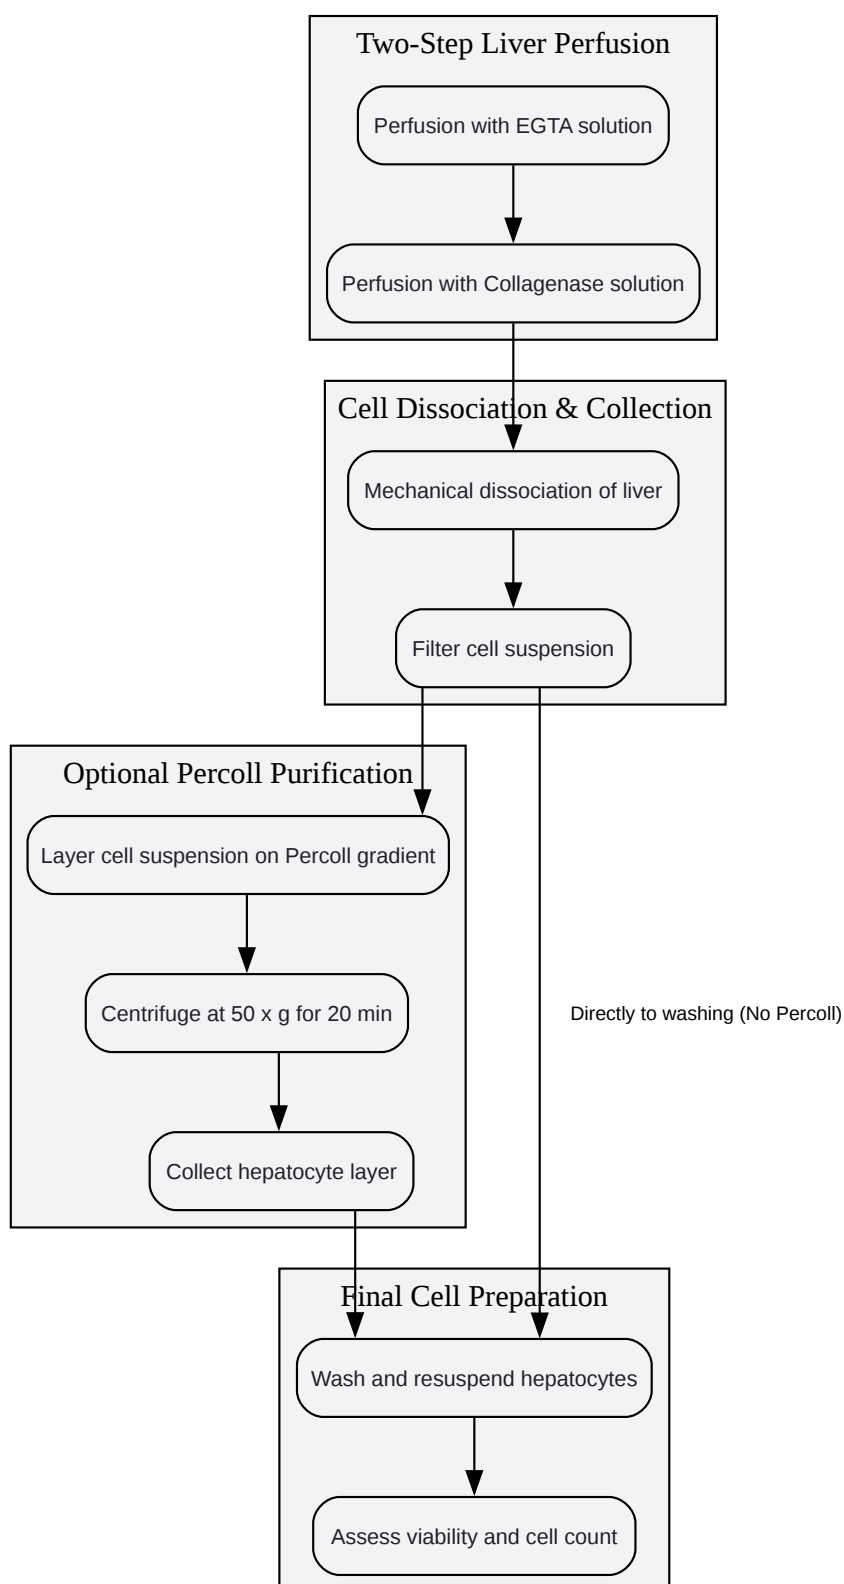 Two-Step Liver Perfusion
Perfusion with EGTA solution
Perfusion with Collagenase solution
Cell Dissociation & Collection
Mechanical dissociation of liver
Filter cell suspension
Optional Percoll Purification
Layer cell suspension on Percoll gradient
Centrifuge at 50 x g for 20 min
Directly to washing (No Percoll)
Collect hepatocyte layer
Final Cell Preparation
Wash and resuspend hepatocytes
Assess viability and cell count